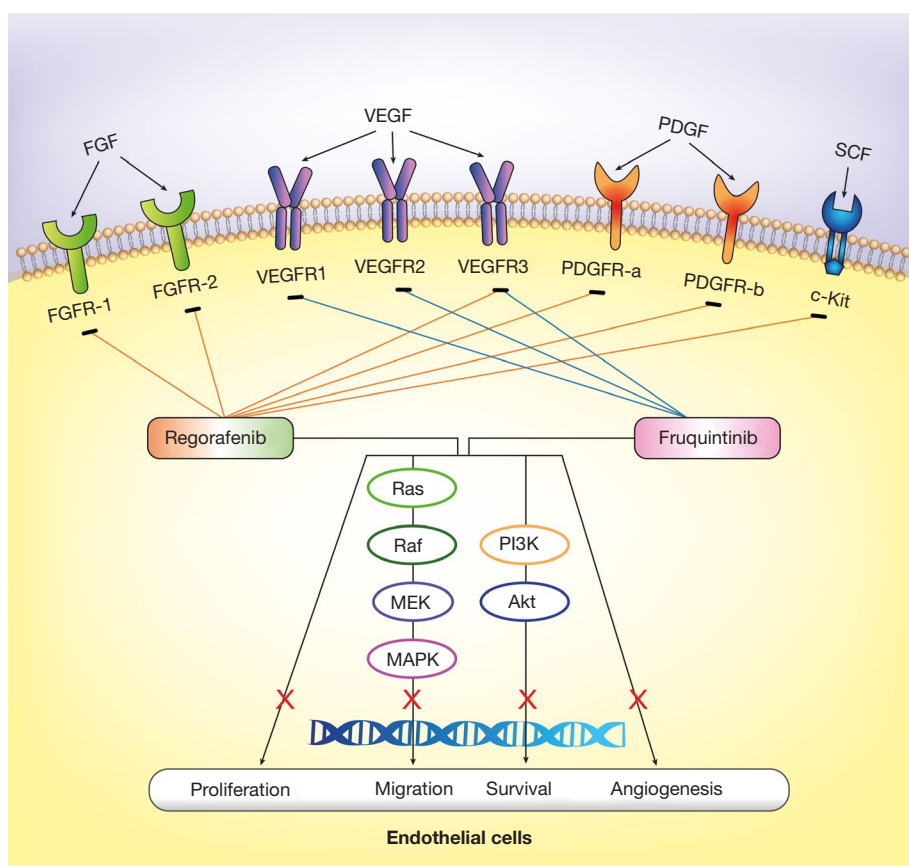 FGF
VEGF
PDGF
SCF
FGFR-1
FGFR-2
VEGFR1
VEGFR2
VEGFR3
PDGFR-a
PDGFR-b
c-Kit
Regorafenib
Fruquintinib
Ras
Raf
PI3K
MEK
Akt
MAPK
X X X X
Proliferation Migration Survival Angiogenesis
Endothelial cells